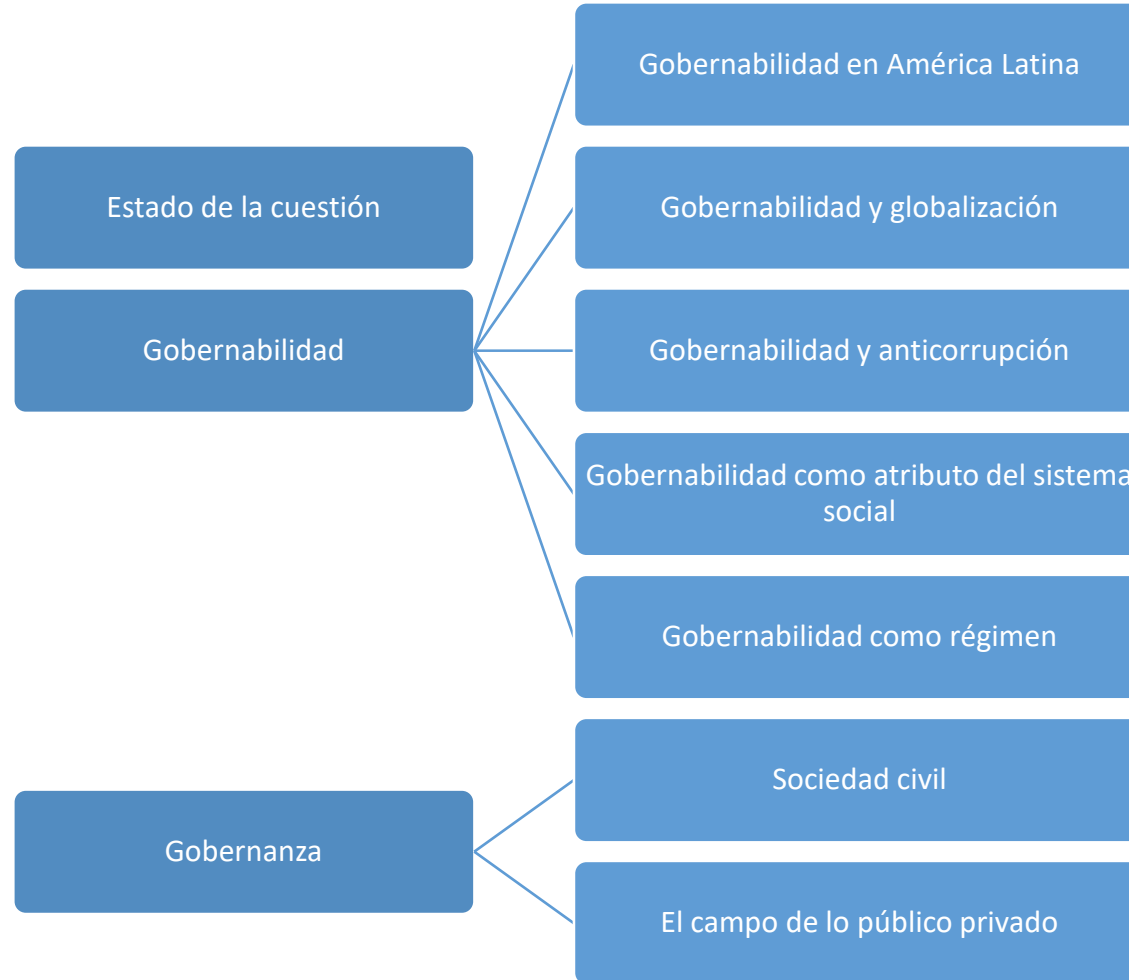 Estado de la cuestión
Gobernabilidad
Gobernabilidad en América Latina
Gobernabilidad y globalización
Gobernabilidad y anticorrupción
Gobernabilidad como atributo del sistema
social
Gobernabilidad como régimen
Gobernanza
Sociedad civil
El campo de lo público privado